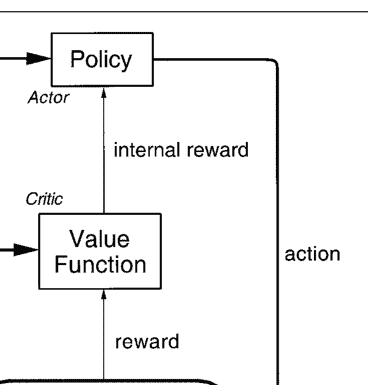 Policy
Actor
internal reward
Critic
Value
Function
action
reward